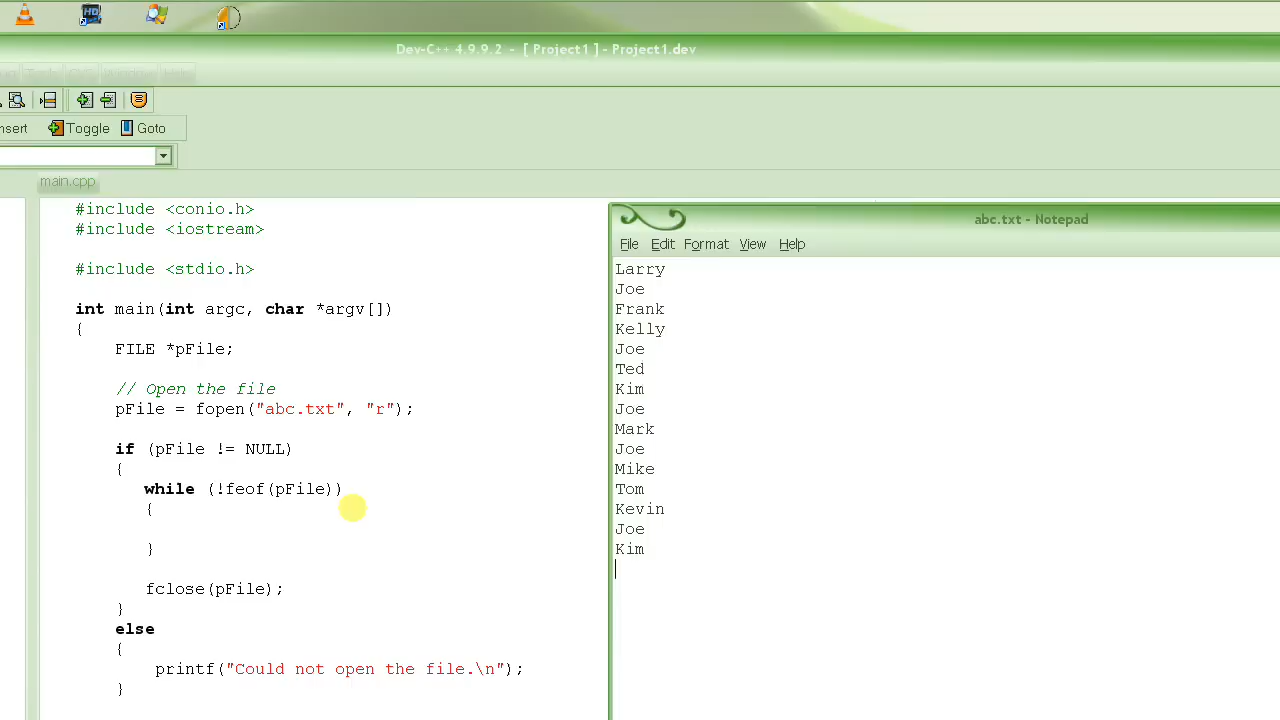 HD
Dev-C++ 4.9.9.2 - [ Project1 ] - Project1.dev
Help
Toggle
Goto
main.cpp
#include <conio.h>
#include <iostream>
#include <stdio.h>
int main(int argc, char *argv[])
{
FILE *pFile;
// Open the file
pFile = fopen("abc.txt", "r");
if (pFile != NULL)
{
while (!feof(pFile))
{
}
fclose(pFile);
}
else
{
printf("Could not open the file.\n");
}
abc.txt - Notepad
File Edit Format View Help
Larry
Joe
Frank
Kelly
Joe
Ted
Kim
Joe
Mark
Joe
Mike
Tom
Kevin
Joe
Kim